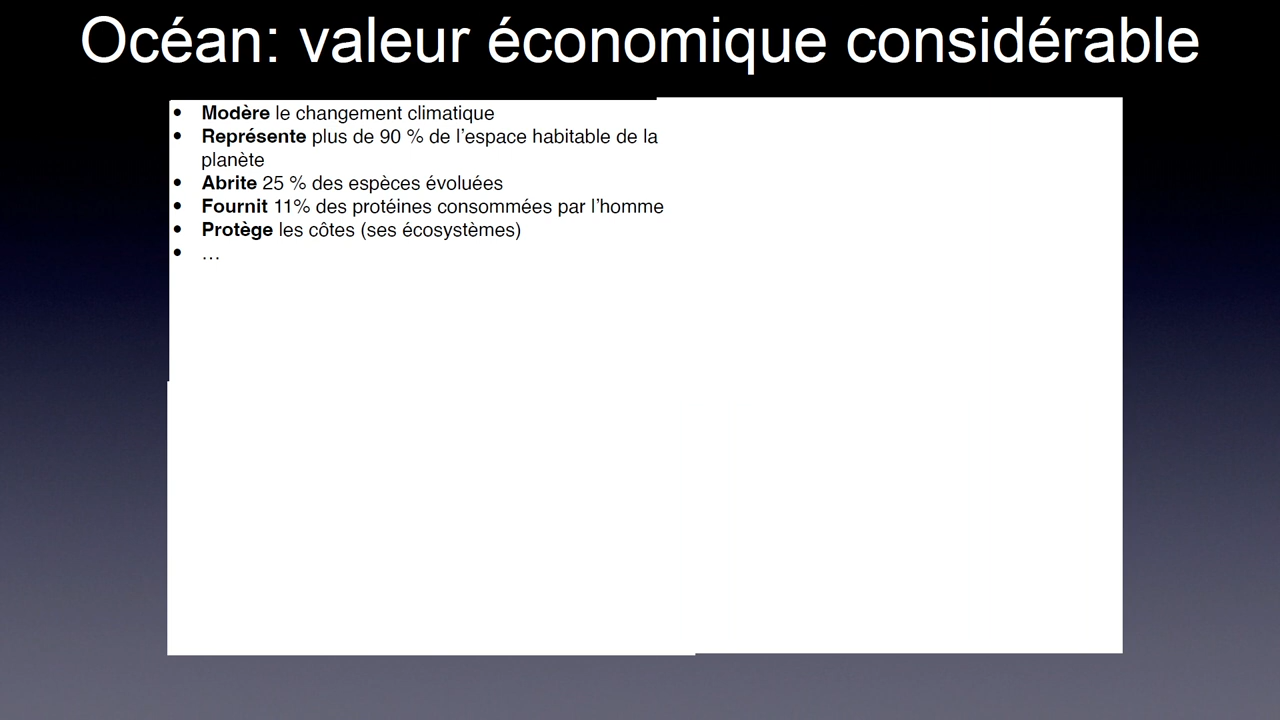 Océan: valeur économique considérable
• Modère le changement climatique
• Représente plus de 90 % de l’espace habitable de la
planète
• Abrite 25 % des espèces évoluées
• Fournit 11% des protéines consommées par l’homme
• Protège les côtes (ses écosystèmes)
• …